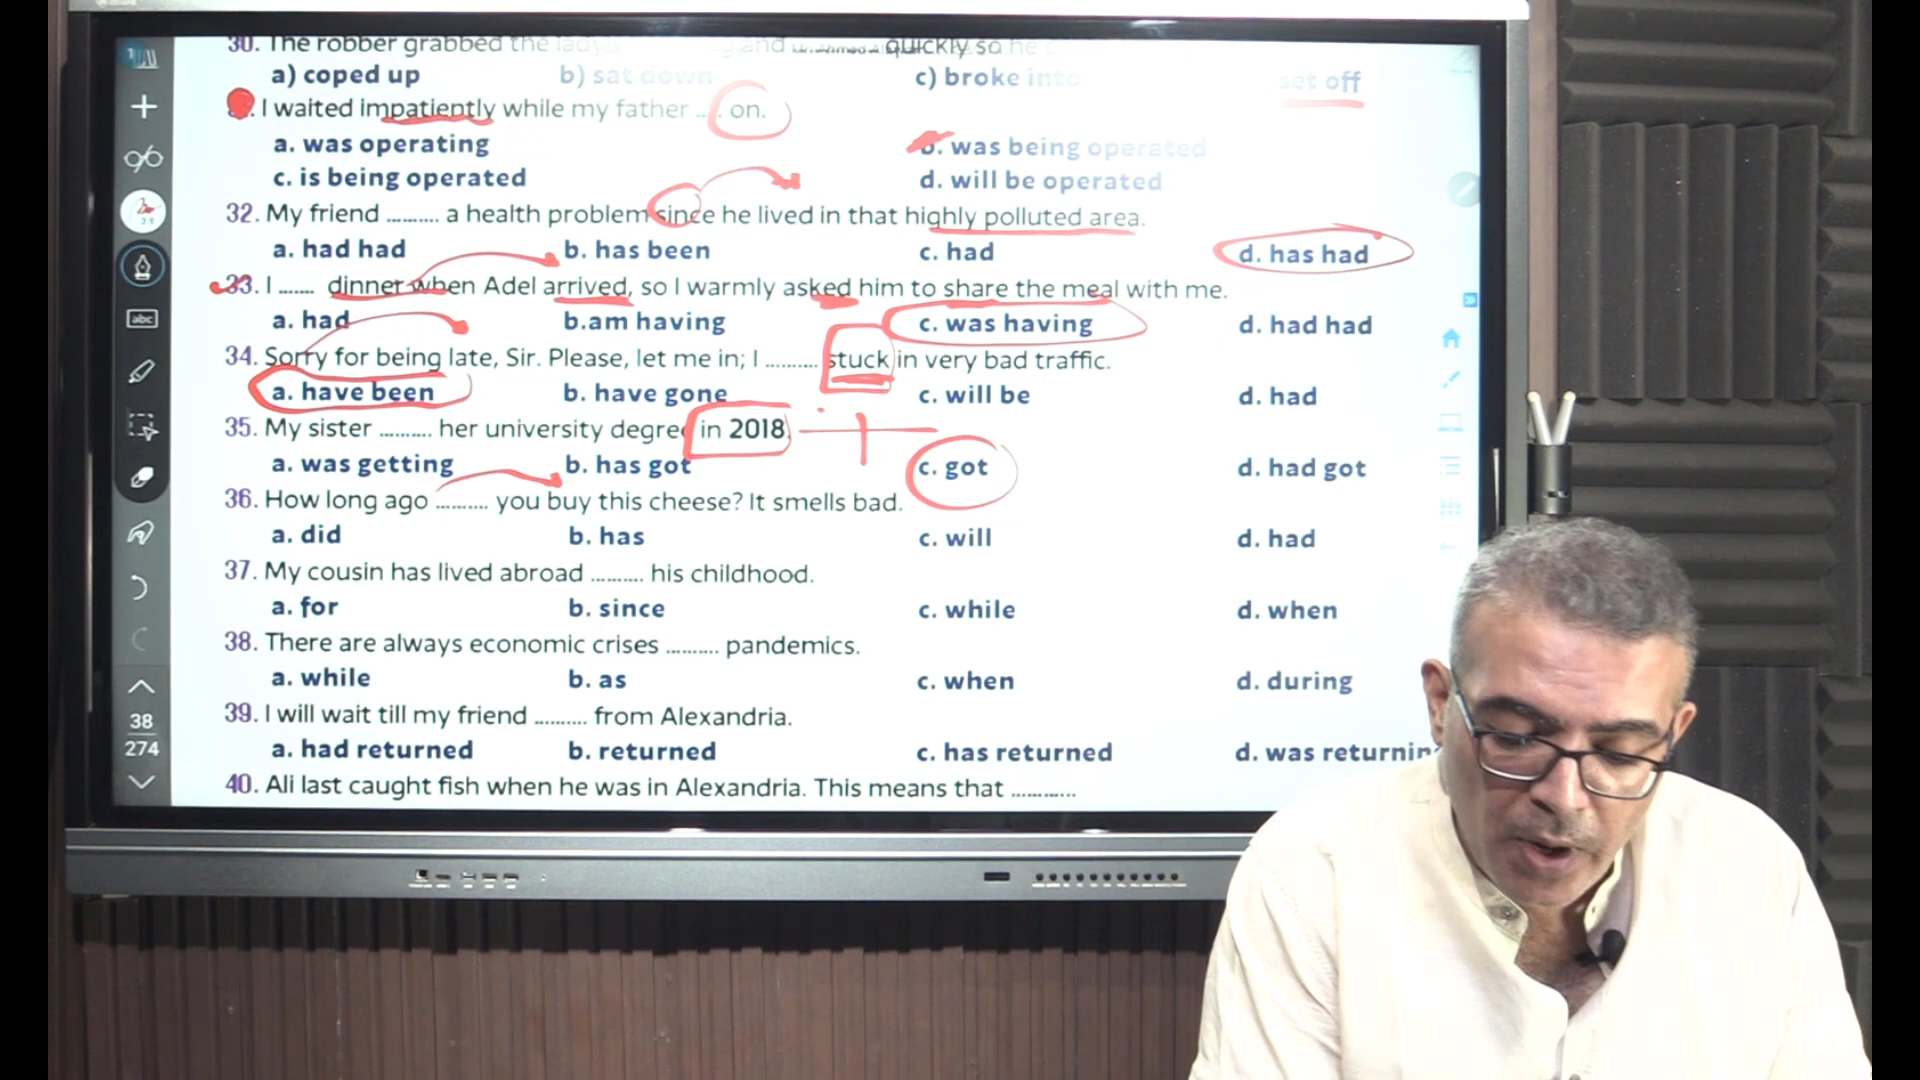 30. The robber grabbed the lady and .......... quickly so he
a) coped up b) sat down c) broke into set off
I waited impatiently while my father .... on.
a. was operating b. was being operated
c. is being operated d. will be operated
32. My friend .......... a health problem since he lived in that highly polluted area.
a. had had b. has been c. had d. has had
33. I ....... dinner when Adel arrived, so I warmly asked him to share the meal with me.
a. had b.am having c. was having d. had had
34. Sorry for being late, Sir. Please, let me in; I .......... stuck in very bad traffic.
a. have been b. have gone c. will be d. had
35. My sister .......... her university degree in 2018.
a. was getting b. has got c. got d. had got
36. How long ago .......... you buy this cheese? It smells bad.
a. did b. has c. will d. had
37. My cousin has lived abroad .......... his childhood.
a. for b. since c. while d. when
38. There are always economic crises .......... pandemics.
a. while b. as c. when d. during
39. I will wait till my friend .......... from Alexandria.
a. had returned b. returned c. has returned d. was returnin
40. Ali last caught fish when he was in Alexandria. This means that ............
abc
38
274